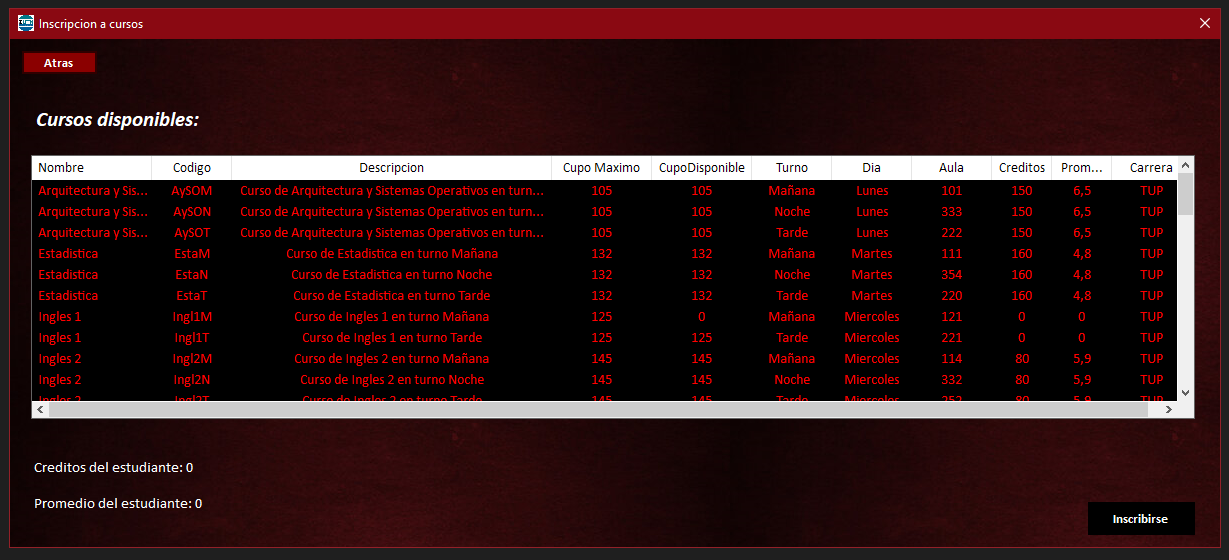 Inscripcion a cursos
Atras
Cursos disponibles:
Nombre Codigo Descripcion Cupo Maximo CupoDisponible Turno Dia Aula Creditos Prom... Carrera
Arquitectura y Sis... AySOM Curso de Arquitectura y Sistemas Operativos en turn... 105 105 Mañana Lunes 101 150 6,5 TUP
Arquitectura y Sis... AySON Curso de Arquitectura y Sistemas Operativos en turn... 105 105 Noche Lunes 333 150 6,5 TUP
Arquitectura y Sis... AySOT Curso de Arquitectura y Sistemas Operativos en turn... 105 105 Tarde Lunes 222 150 6,5 TUP
Estadistica EstaM Curso de Estadistica en turno Mañana 132 132 Mañana Martes 111 160 4,8 TUP
Estadistica EstaN Curso de Estadistica en turno Noche 132 132 Noche Martes 354 160 4,8 TUP
Estadistica EstaT Curso de Estadistica en turno Tarde 132 132 Tarde Martes 220 160 4,8 TUP
Ingles 1 Ingl1M Curso de Ingles 1 en turno Mañana 125 0 Mañana Miercoles 121 0 0 TUP
Ingles 1 Ingl1T Curso de Ingles 1 en turno Tarde 125 125 Tarde Miercoles 221 0 0 TUP
Ingles 2 Ingl2M Curso de Ingles 2 en turno Mañana 145 145 Mañana Miercoles 114 80 5,9 TUP
Ingles 2 Ingl2N Curso de Ingles 2 en turno Noche 145 145 Noche Miercoles 332 80 5,9 TUP
Ingles 2 Ingl2T Curso de Ingles 2 en turno Tarde 145 145 Tarde Miercoles 252 80 5,9 TUP
Creditos del estudiante: 0
Promedio del estudiante: 0
Inscribirse